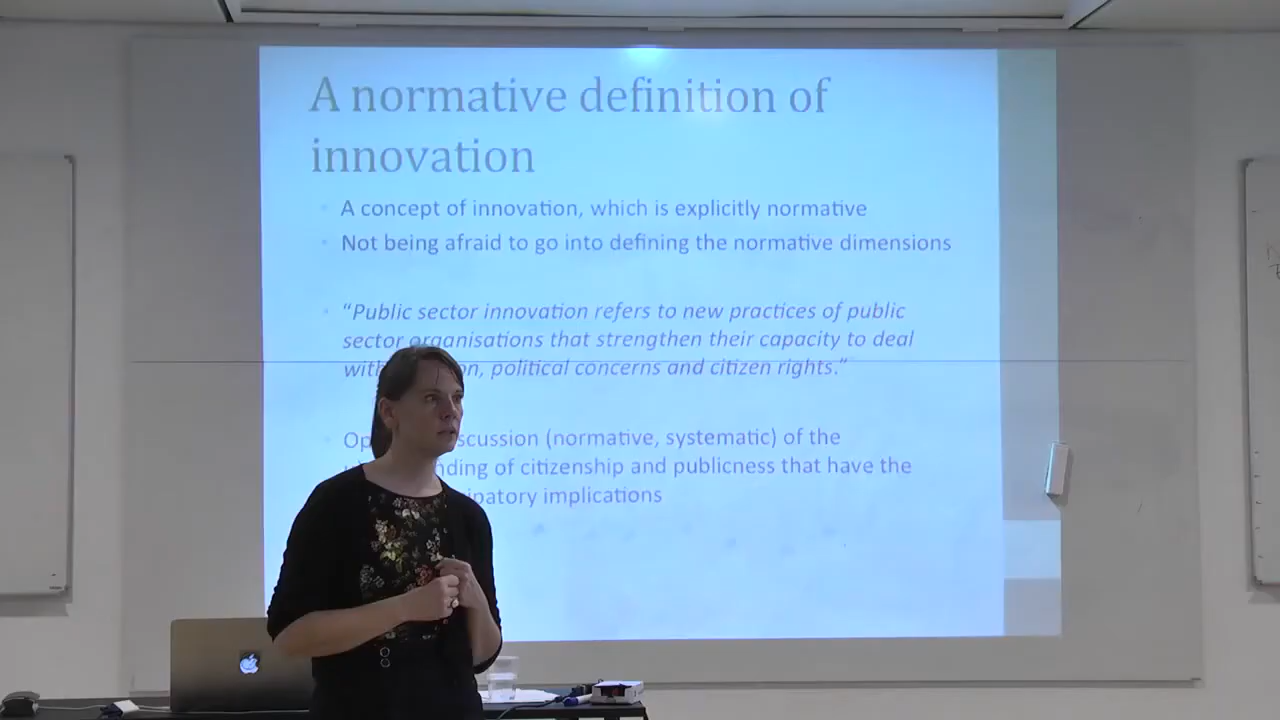 A normative definition of
innovation
A concept of innovation, which is explicitly normative
Not being afraid to go into defining the normative dimensions
“Public sector innovation refers to new practices of public
sector organisations that strengthen their capacity to deal
political concerns and citizen rights.”
(normative, systematic) of the
of citizenship and publicness that have the
implications